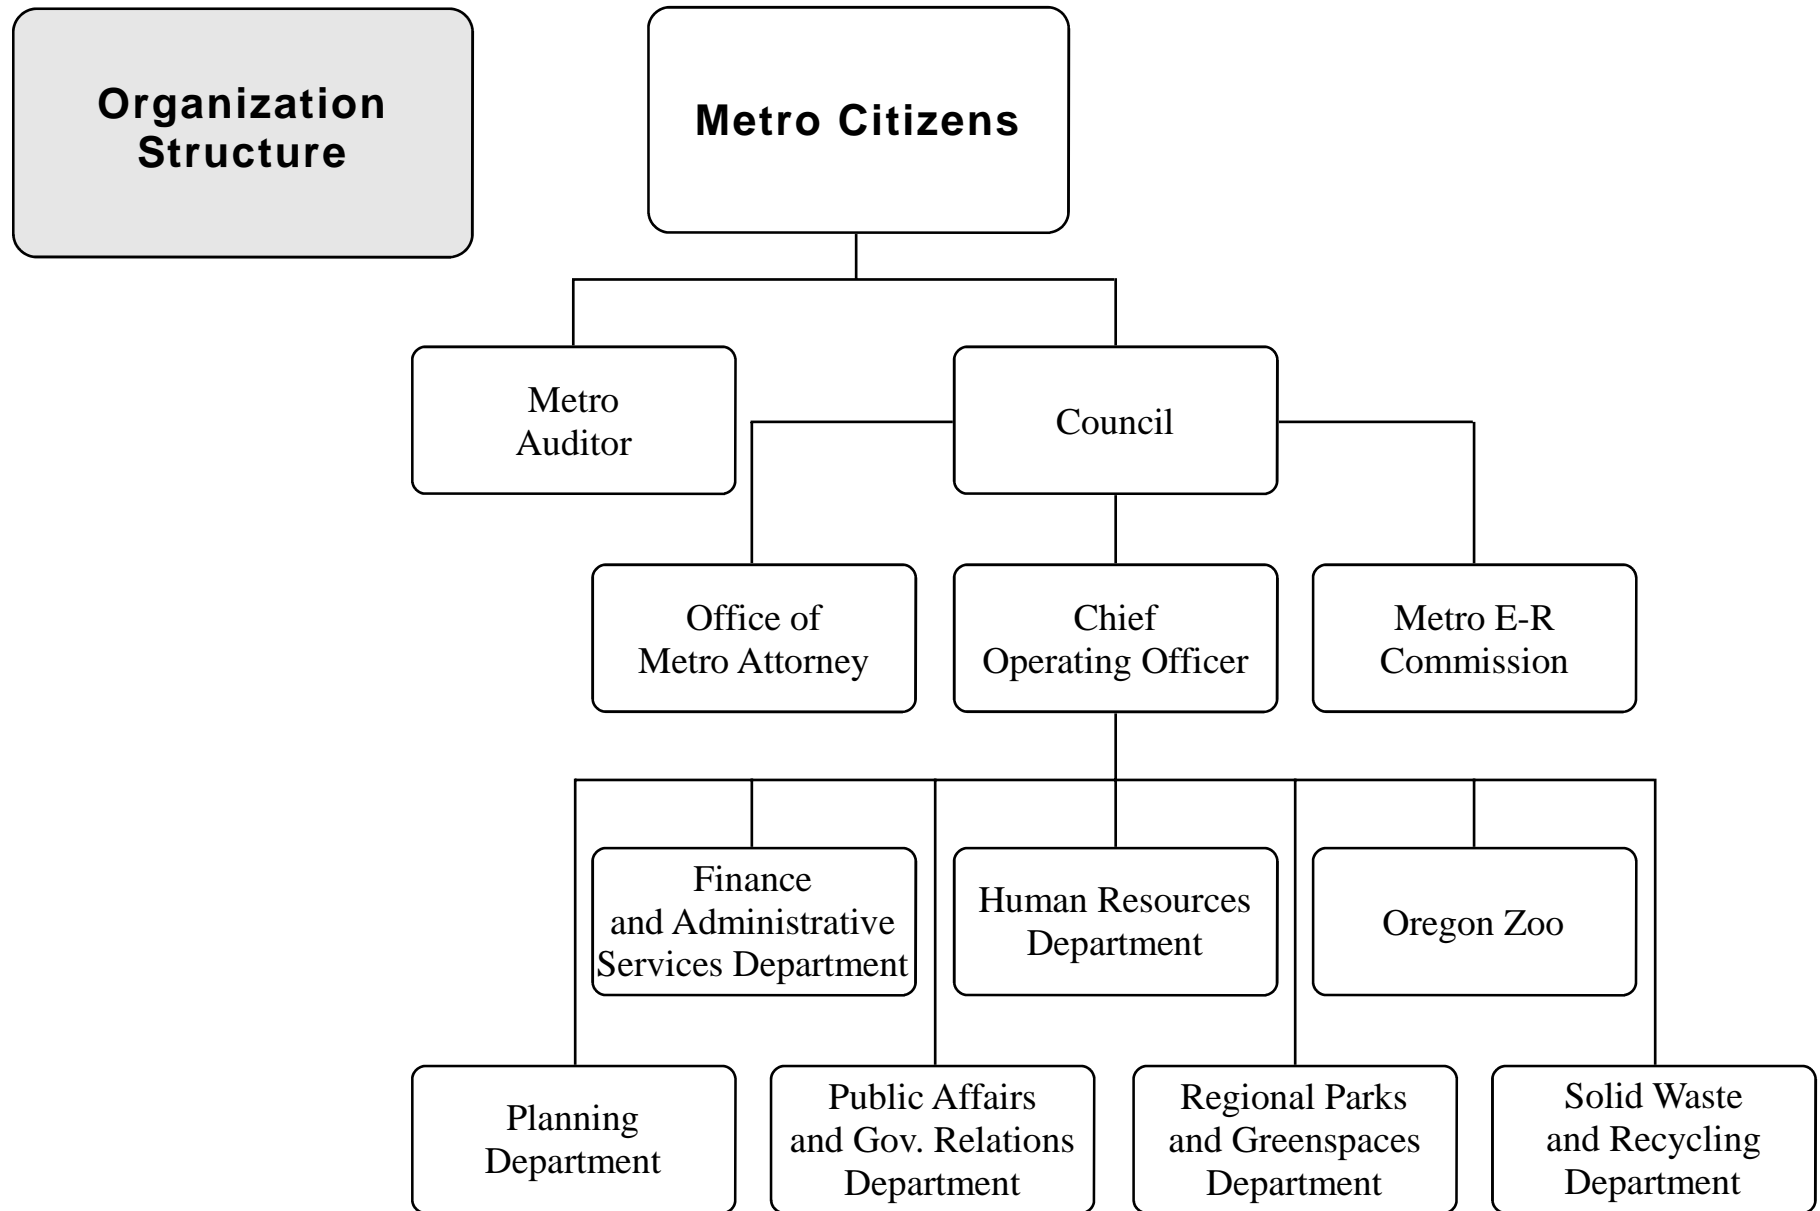 Organization
Structure
Metro Citizens
Metro
Auditor
Council
Office of
Metro Attorney
Chief
Operating Officer
Metro E-R
Commission
Finance
and Administrative
Services Department
Human Resources
Department
Oregon Zoo
Planning
Department
Public Affairs
and Gov. Relations
Department
Regional Parks
and Greenspaces
Department
Solid Waste
and Recycling
Department